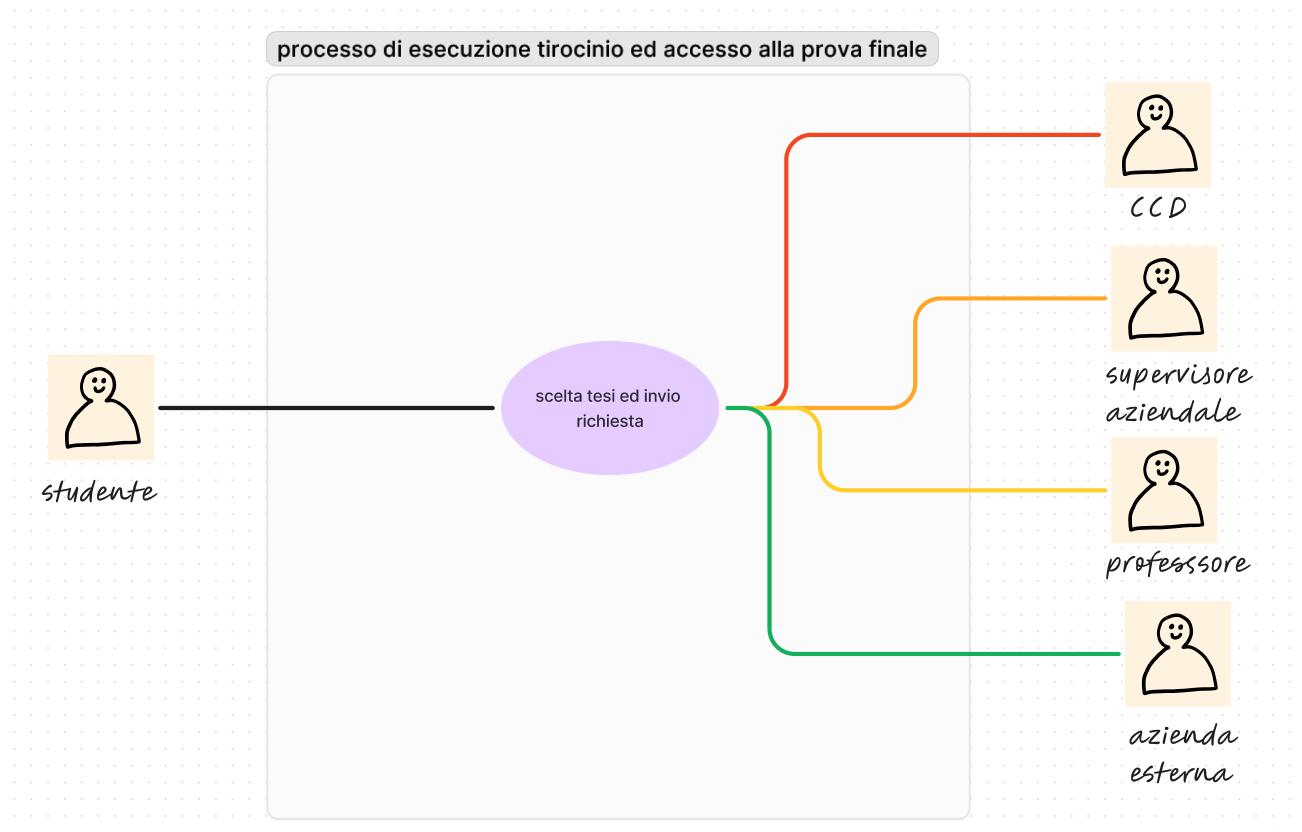 processo di esecuzione tirocinio ed accesso alla prova finale
CCD
supervisore
aziendale
scelta tesi ed invio
richiesta
studente
professsore
azienda
esterna